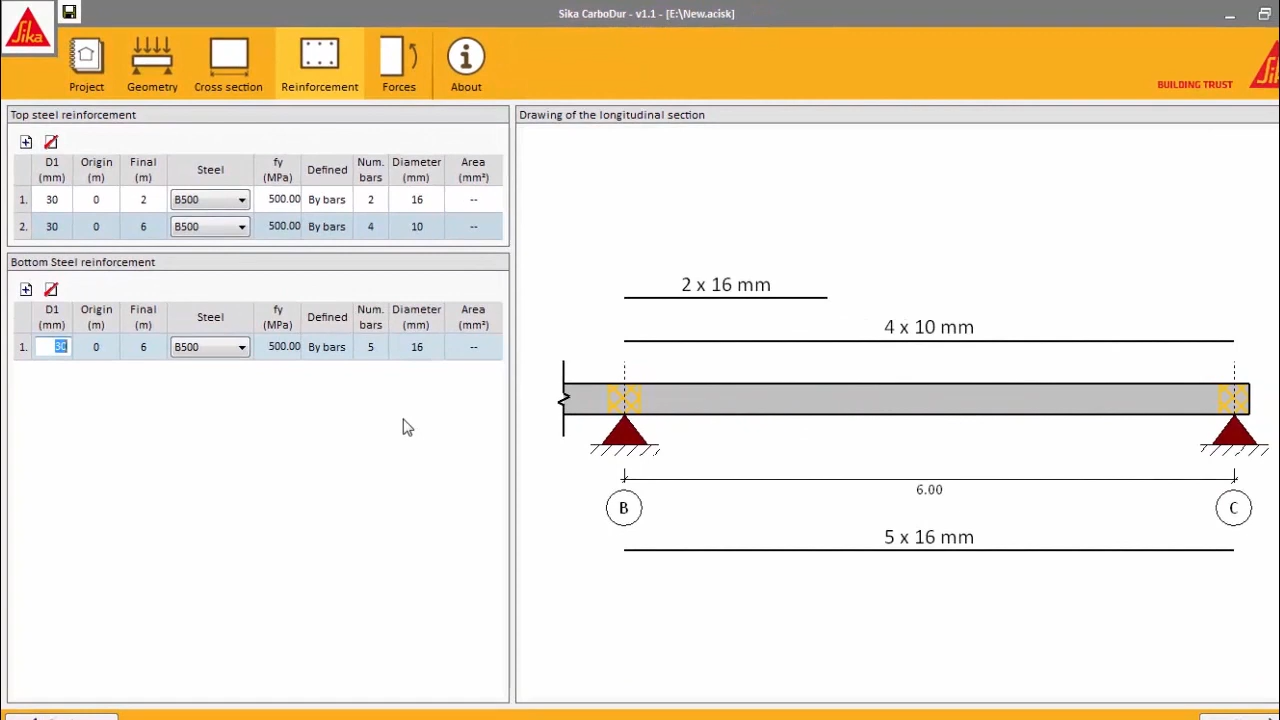 Sika CarboDur - v1.1 - [E:\New.acisk]
Sika
Project
Geometry
Cross section
Reinforcement
Forces
About
BUILDING TRUST
Top steel reinforcement
D1 (mm) Origin (m) Final (m) Steel fy (MPa) Defined Num. bars Diameter (mm) Area (mm²)
1. 30 0 2 B500 500.00 By bars 2 16 --
2. 30 0 6 B500 500.00 By bars 4 10 --
Bottom Steel reinforcement
D1 (mm) Origin (m) Final (m) Steel fy (MPa) Defined Num. bars Diameter (mm) Area (mm²)
1. 30 0 6 B500 500.00 By bars 5 16 --
Drawing of the longitudinal section
2 x 16 mm
4 x 10 mm
6.00
B C
5 x 16 mm